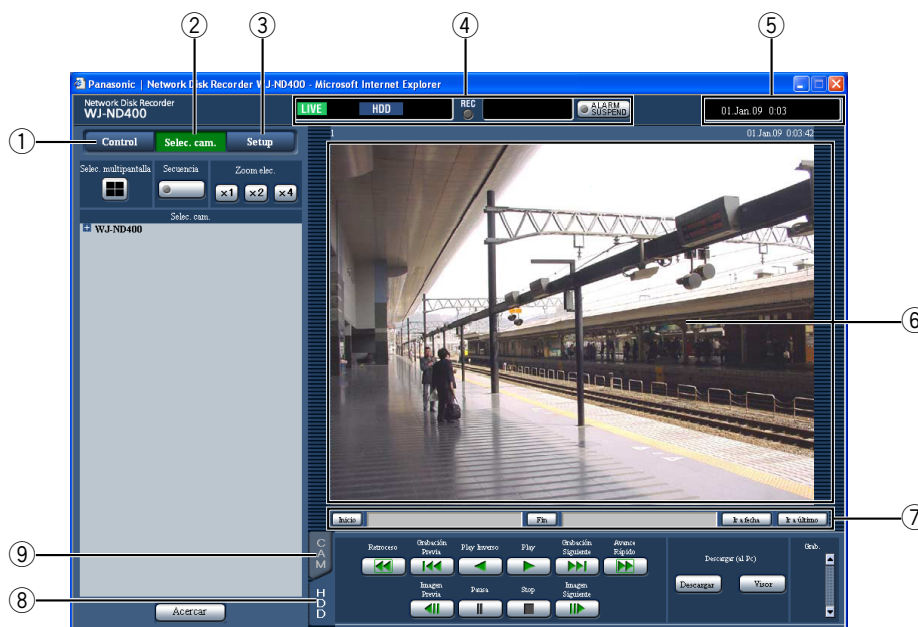 ② ③ ④ ⑤
Panasonic | Network Disk Recorder WJ-ND400 - Microsoft Internet Explorer
Network Disk Recorder
WJ-ND400
LIVE HDD REC ALARM SUSPEND
01.Jan.09 0:03
①
Control Selec. cam. Setup
1 01.Jan.09 0:03:42
Selec. multipantalla Secuencia Zoom elec.
x1 x2 x4
Selec. cam.
WJ-ND400
⑥
Inicio Fin Ir a fecha Ir a último
⑦
⑨
CAM
Retroceso Grabación Previa Play Inverso Play Grabación Siguiente Avance Rápido
Descargar (al Pc)
Grab.
Descargar Visor
⑧
HDD
Imagen Previa Pausa Stop Imagen Siguiente
Acercar